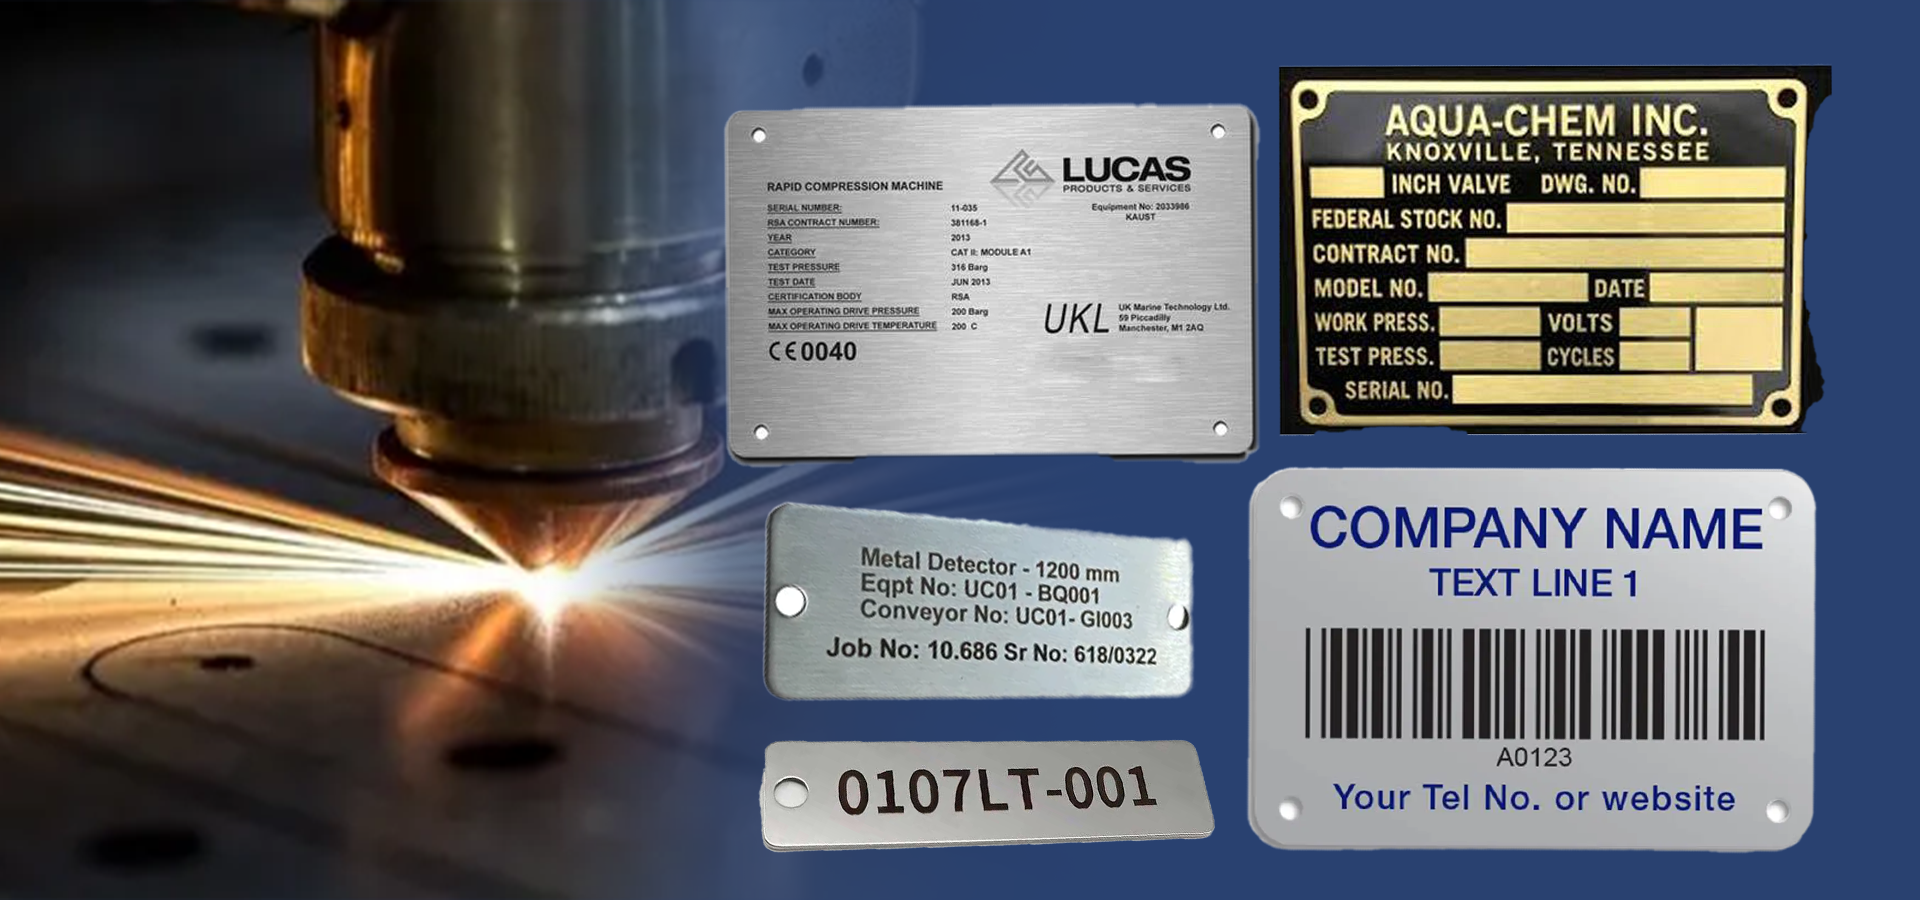 RAPID COMPRESSION MACHINE
SERIAL NUMBER: 11-035
RSA CONTRACT NUMBER: 381168-1
YEAR 2013
CATEGORY CAT II: MODULE A1
TEST PRESSURE 316 Barg
TEST DATE JUN 2013
CERTIFICATION BODY RSA
MAX OPERATING DRIVE PRESSURE 200 Barg
MAX OPERATING DRIVE TEMPERATURE 200 C
CE0040
LUCAS
PRODUCTS & SERVICES
Equipment No: 2033986
KAUST
UKL
UK Marine Technology Ltd.
59 Piccadilly
Manchester, M1 2AQ
AQUA-CHEM INC.
KNOXVILLE, TENNESSEE
INCH VALVE DWG. NO.
FEDERAL STOCK NO.
CONTRACT NO.
MODEL NO. DATE
WORK PRESS. VOLTS
TEST PRESS. CYCLES
SERIAL NO.
Metal Detector - 1200 mm
Eqpt No: UC01 - BQ001
Conveyor No: UC01- GI003
Job No: 10.686 Sr No: 618/0322
0107LT-001
COMPANY NAME
TEXT LINE 1
A0123
Your Tel No. or website